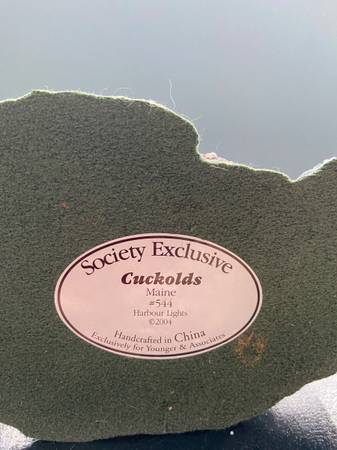 Society Exclusive
Cuckolds
Maine
#544
Harbour Lights
©2004
Handcrafted in China
Exclusively for Younger & Associates